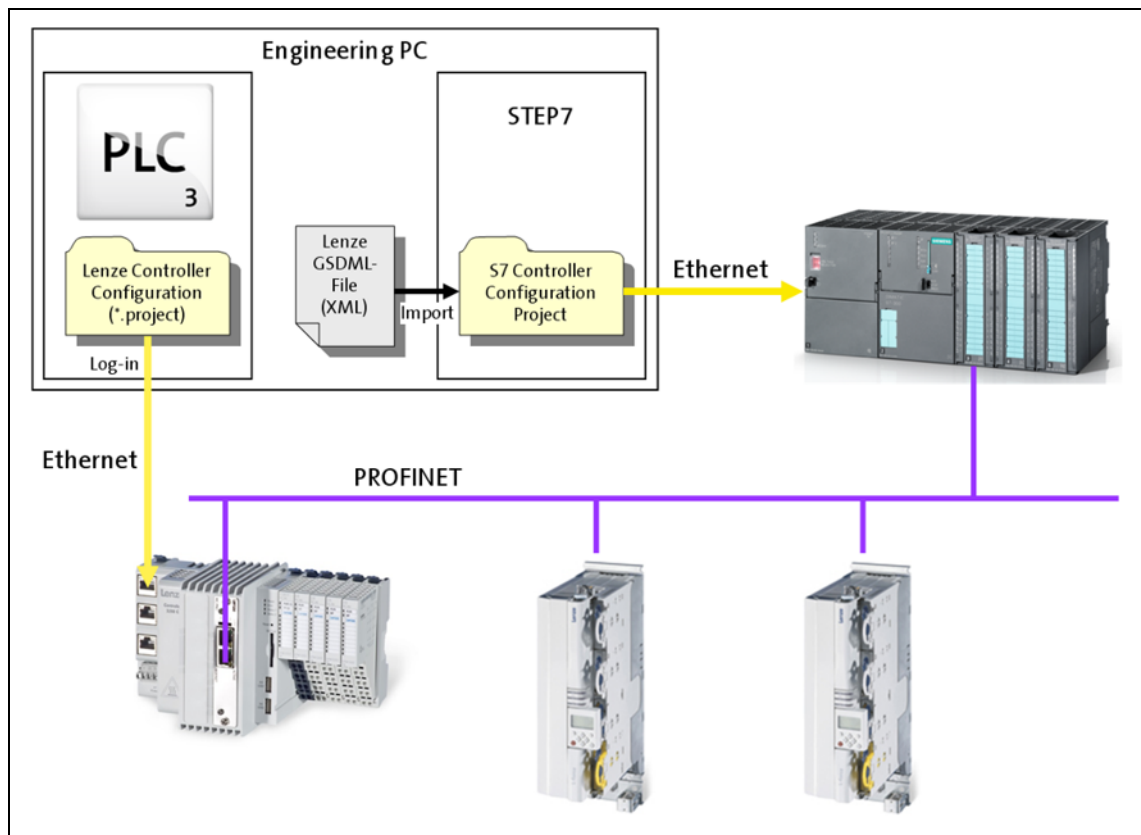 Engineering PC
PLC
3
STEP7
Lenze Controller
Configuration
(*.project)
Lenze
GSDML-
File
(XML)
Import
S7 Controller
Configuration
Project
Ethernet
Log-in
Ethernet
PROFINET
Lenze